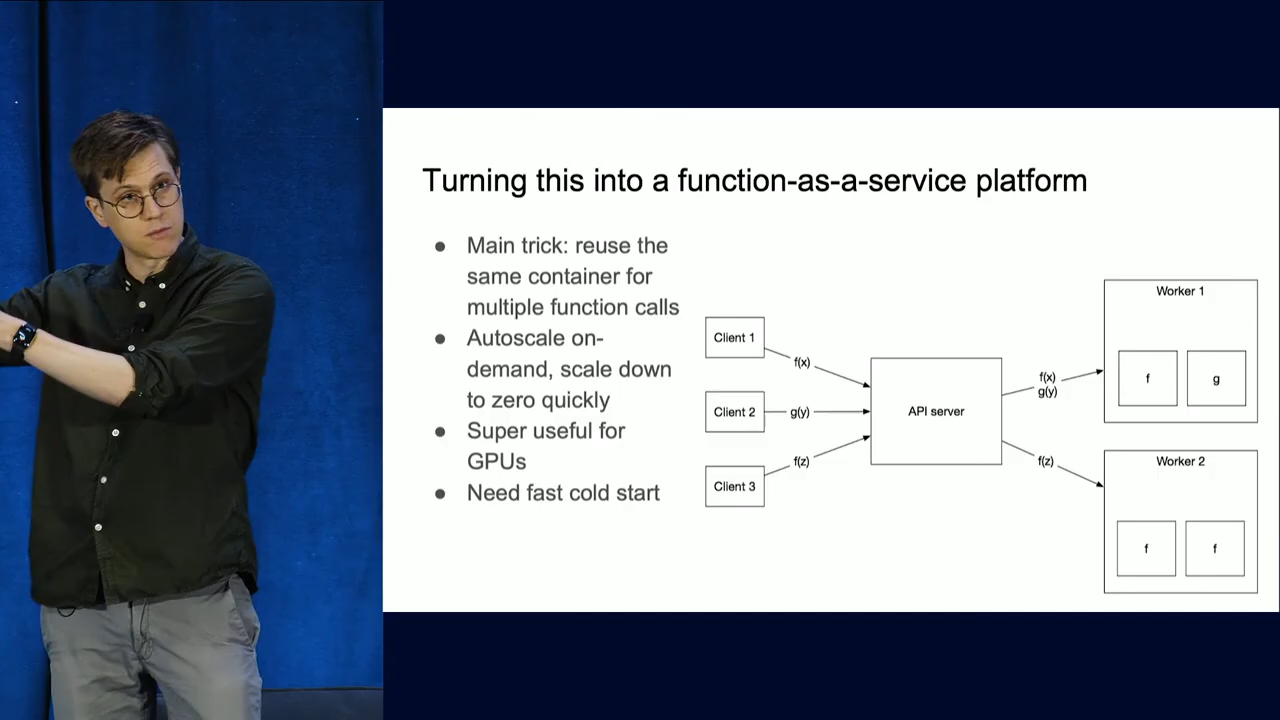 Turning this into a function-as-a-service platform
● Main trick: reuse the
same container for
multiple function calls
● Autoscale on-
demand, scale down
to zero quickly
● Super useful for
GPUs
● Need fast cold start
Client 1
f(x)
Client 2
g(y)
Client 3
f(z)
API server
f(x)
g(y)
f(z)
Worker 1
f
g
Worker 2
f
f